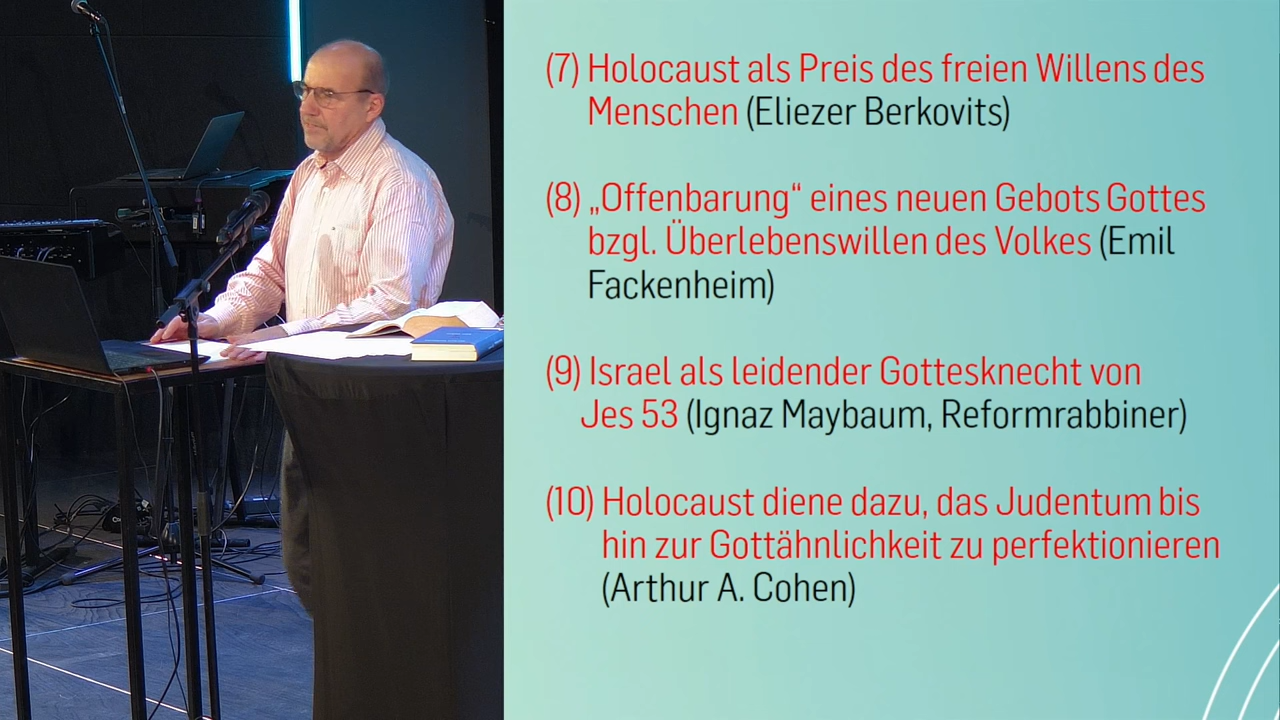 (7) Holocaust als Preis des freien Willens des
Menschen (Eliezer Berkovits)
(8) „Offenbarung“ eines neuen Gebots Gottes
bzgl. Überlebenswillen des Volkes (Emil
Fackenheim)
(9) Israel als leidender Gottesknecht von
Jes 53 (Ignaz Maybaum, Reformrabbiner)
(10) Holocaust diene dazu, das Judentum bis
hin zur Gottähnlichkeit zu perfektionieren
(Arthur A. Cohen)